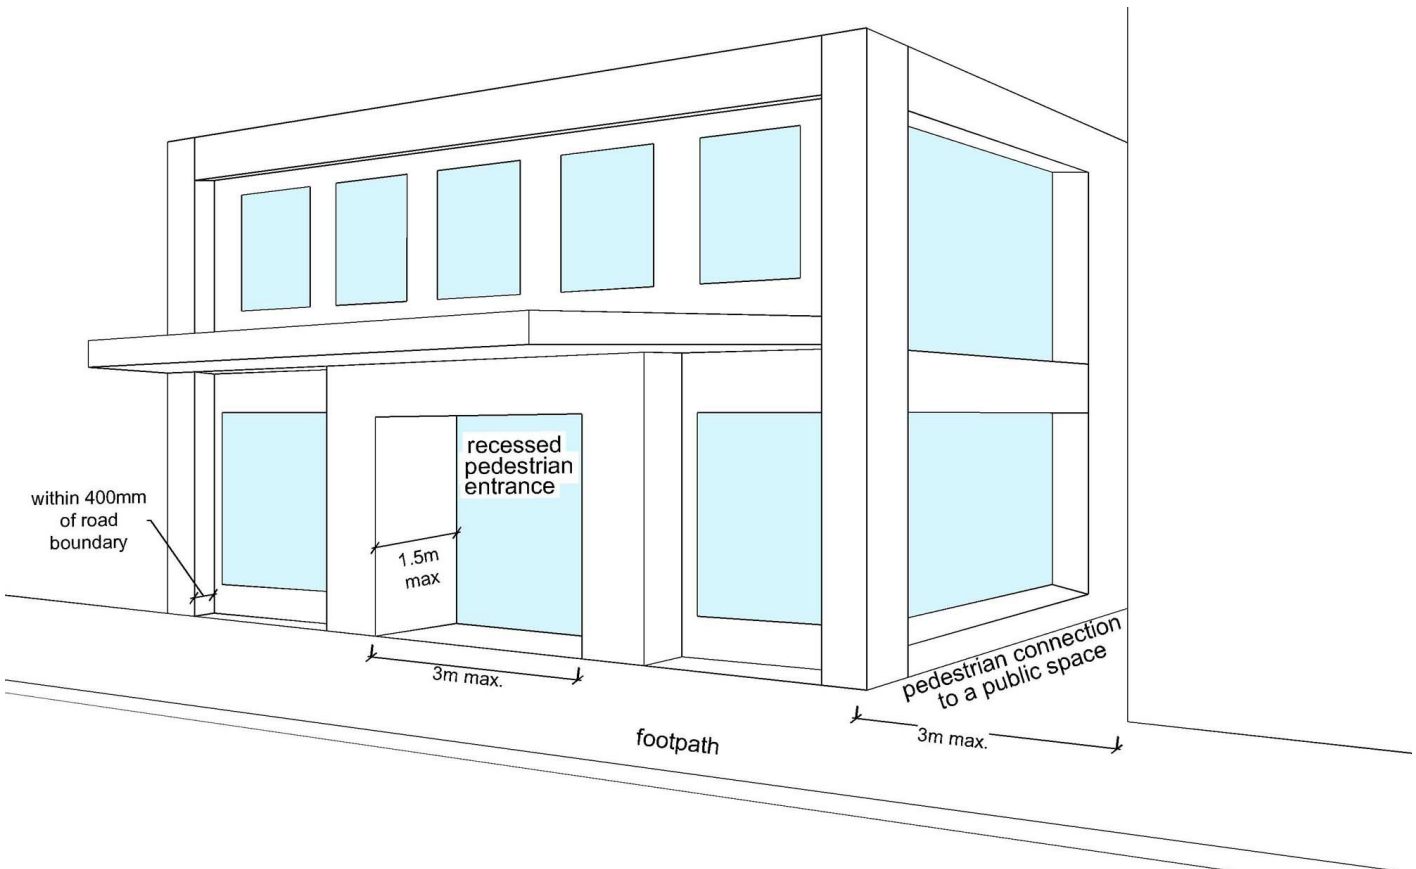 recessed
pedestrian
entrance
within 400mm
of road
boundary
1.5m
max
3m max.
pedestrian connection
to a public space
3m max.
footpath